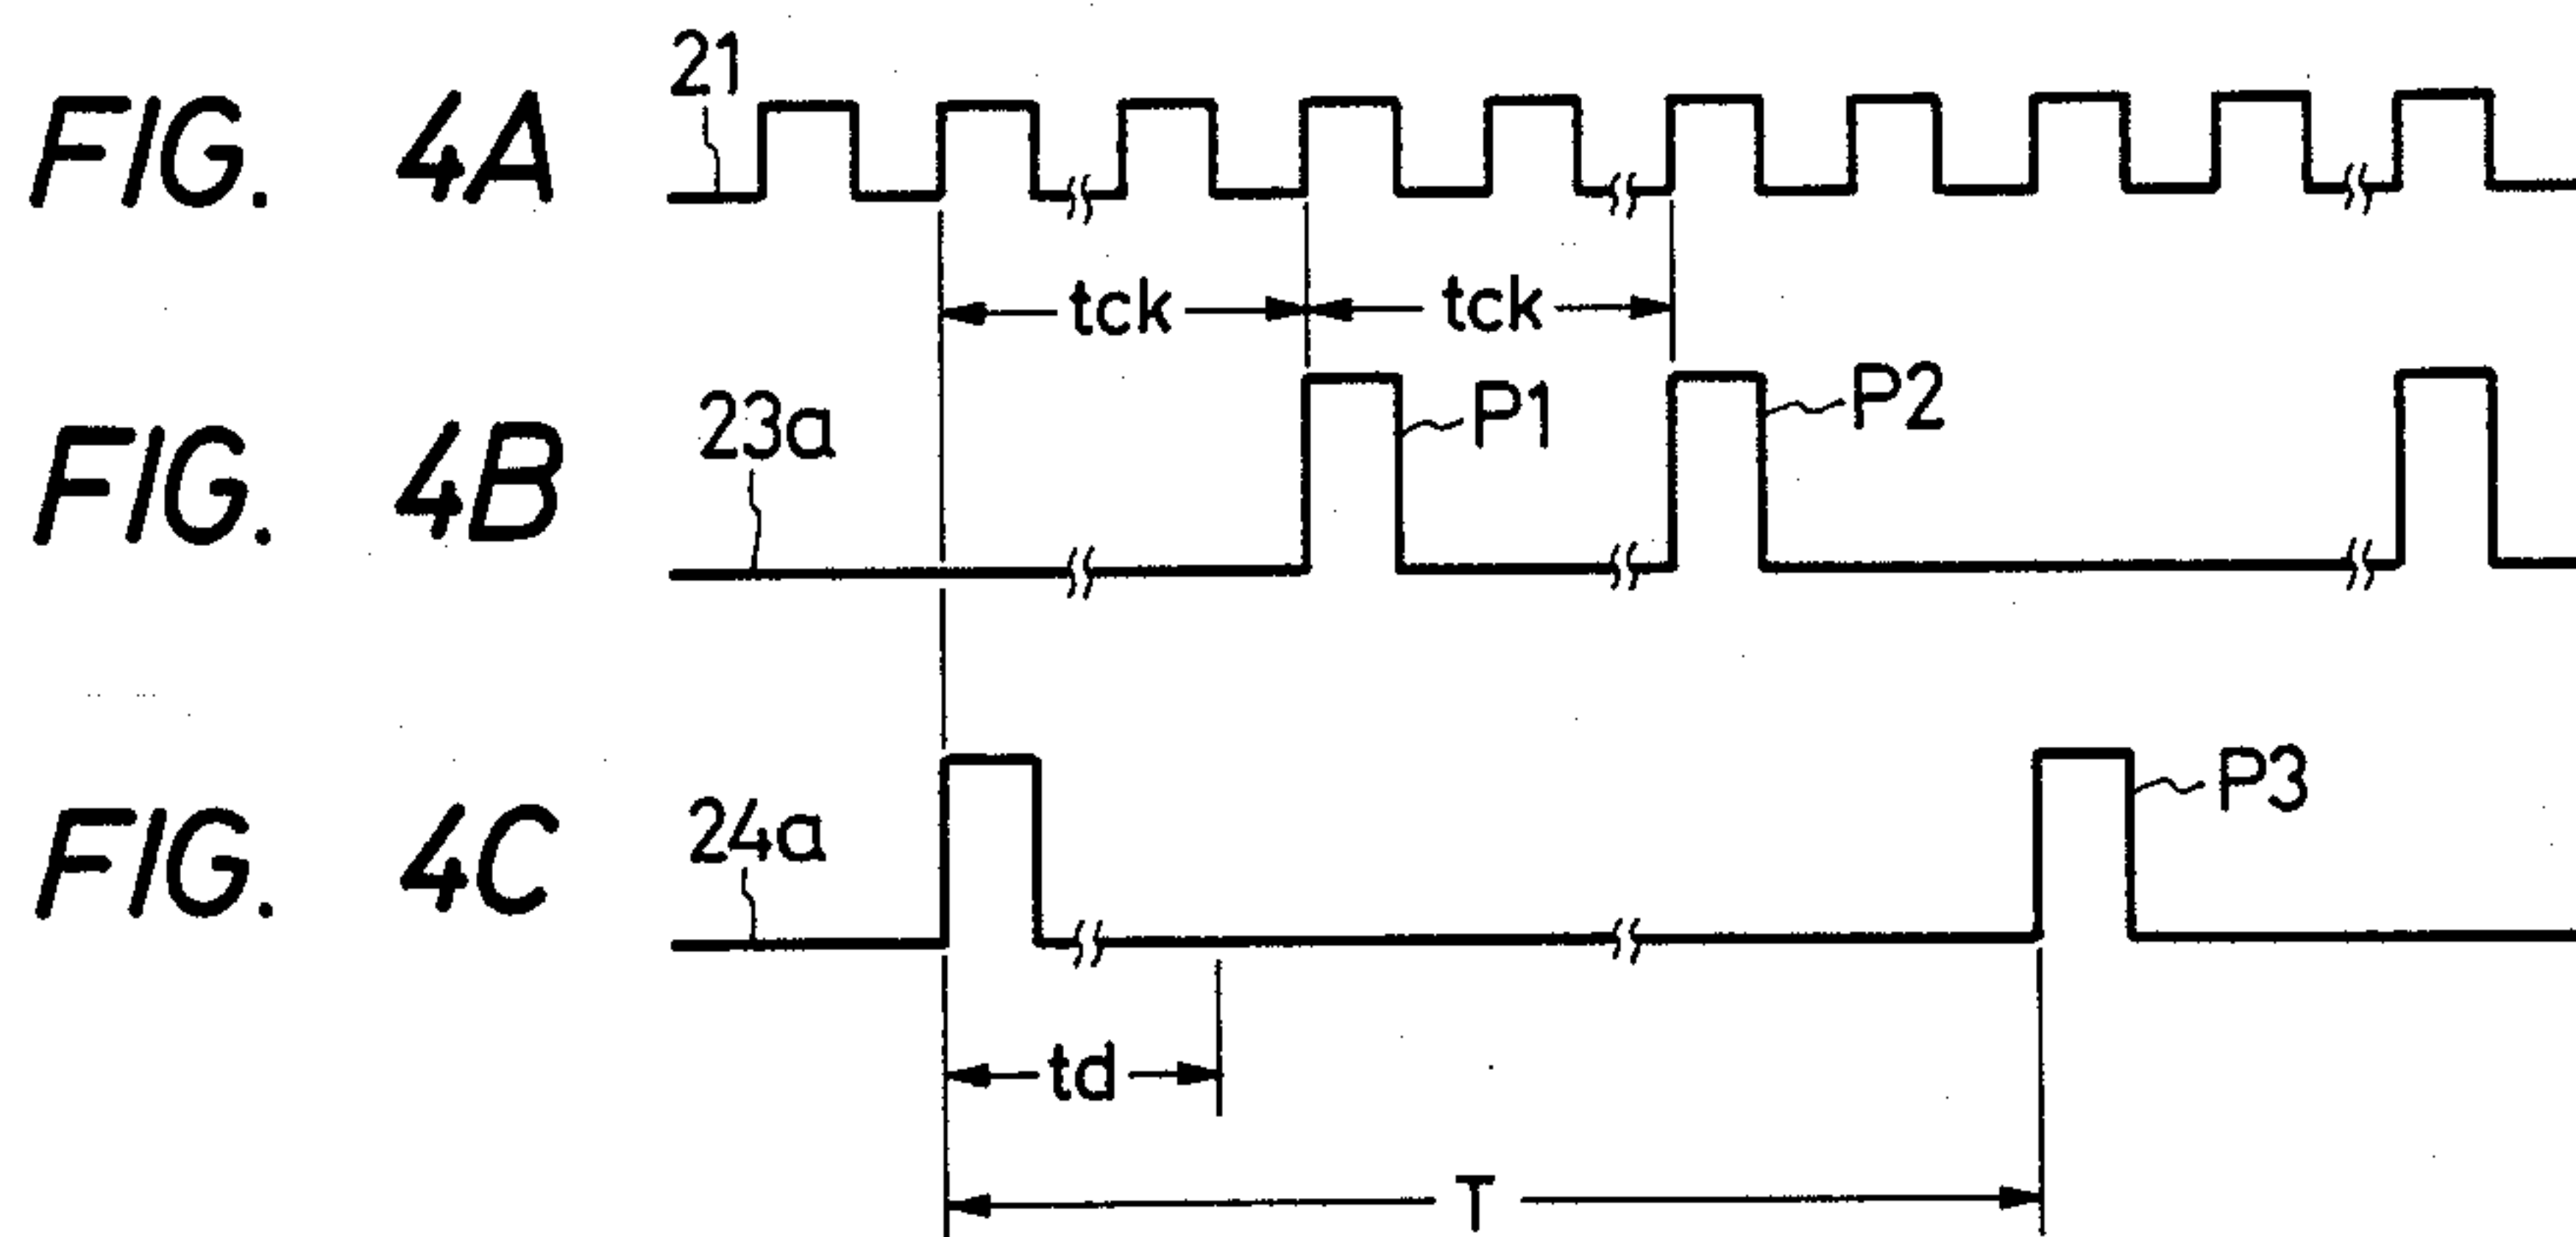 FIG. 4A
21
tck
tck
FIG. 4B
23a
P1
P2
FIG. 4C
24a
P3
td
T